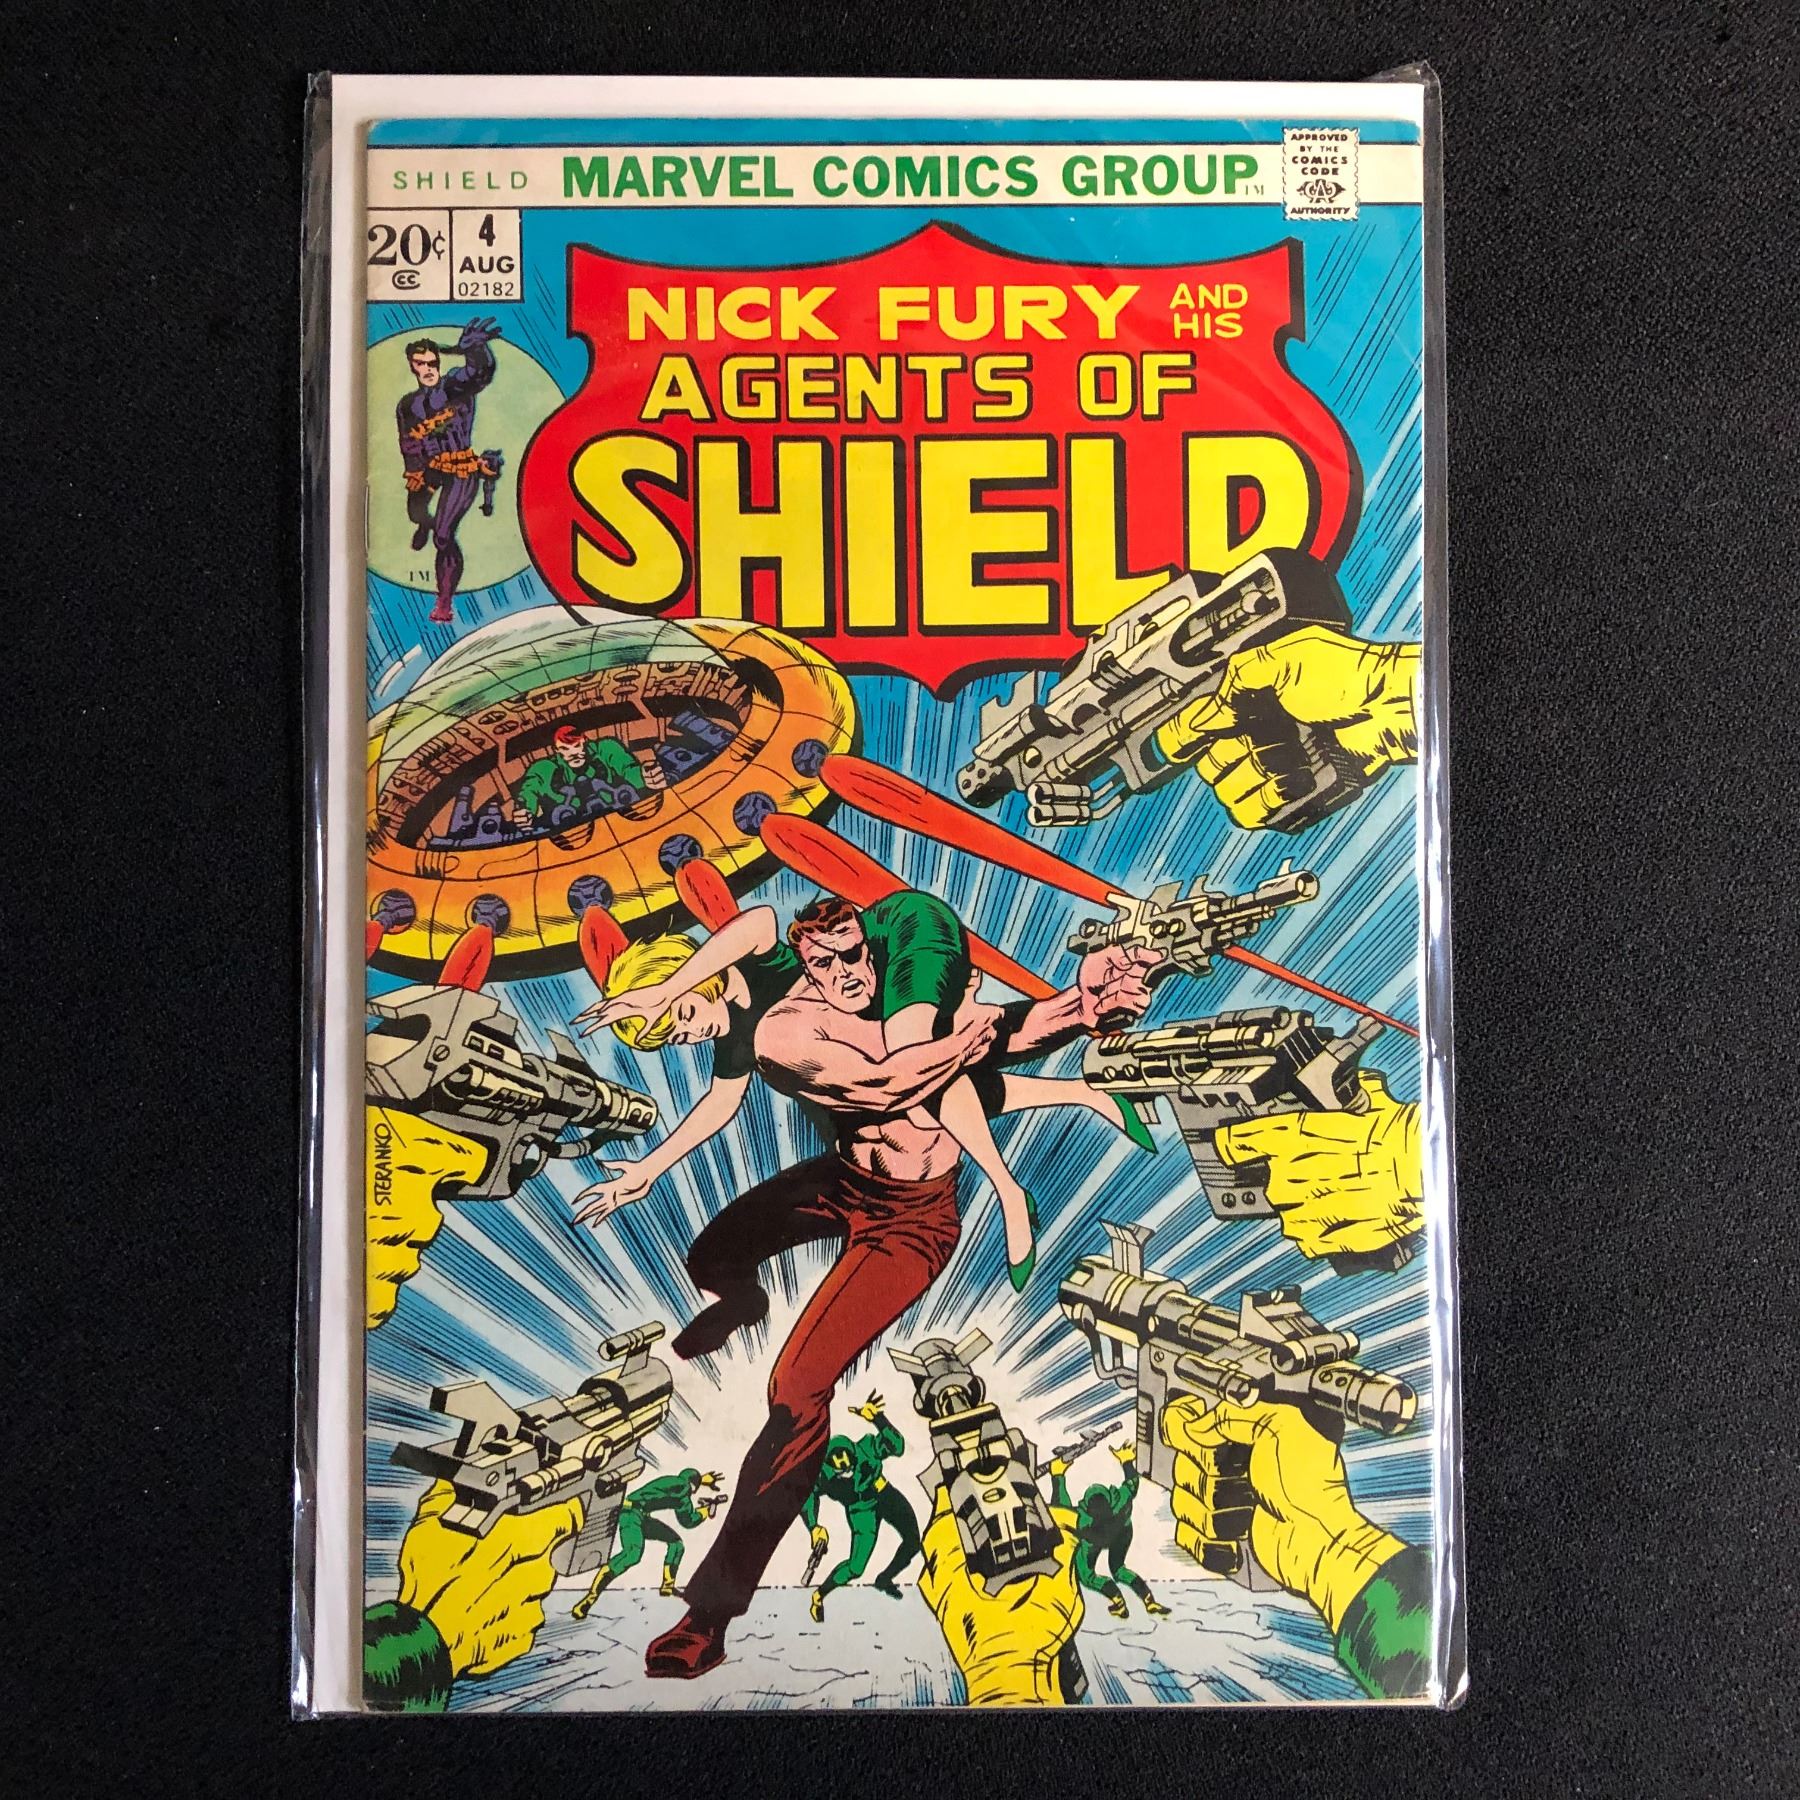 SHIELD MARVEL COMICS GROUP TM
APPROVED
BY THE
COMICS
CODE
CA
AUTHORITY
20¢
CC
4
AUG
02182
TM
NICK FURY AND HIS
AGENTS OF
SHIELD
STERANKO
H